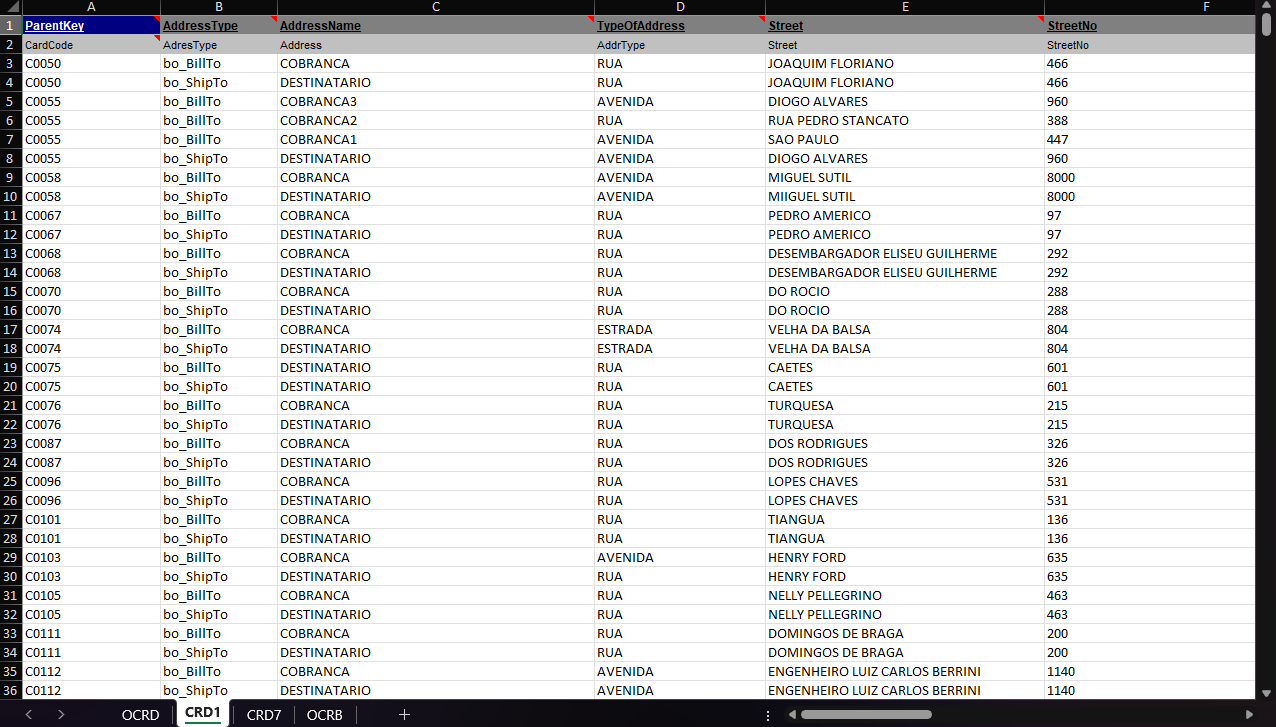 A B C D E F
1 ParentKey AddressType AddressName TypeOfAddress Street StreetNo
2 CardCode AdresType Address AddrType Street StreetNo
3 C0050 bo_BillTo COBRANCA RUA JOAQUIM FLORIANO 466
4 C0050 bo_ShipTo DESTINATARIO RUA JOAQUIM FLORIANO 466
5 C0055 bo_BillTo COBRANCA3 AVENIDA DIOGO ALVARES 960
6 C0055 bo_BillTo COBRANCA2 RUA RUA PEDRO STANCATO 388
7 C0055 bo_BillTo COBRANCA1 AVENIDA SAO PAULO 447
8 C0055 bo_ShipTo DESTINATARIO AVENIDA DIOGO ALVARES 960
9 C0058 bo_BillTo COBRANCA AVENIDA MIGUEL SUTIL 8000
10 C0058 bo_ShipTo DESTINATARIO AVENIDA MIIGUEL SUTIL 8000
11 C0067 bo_BillTo COBRANCA RUA PEDRO AMERICO 97
12 C0067 bo_ShipTo DESTINATARIO RUA PEDRO AMERICO 97
13 C0068 bo_BillTo COBRANCA RUA DESEMBARGADOR ELISEU GUILHERME 292
14 C0068 bo_ShipTo DESTINATARIO RUA DESEMBARGADOR ELISEU GUILHERME 292
15 C0070 bo_BillTo COBRANCA RUA DO ROCIO 288
16 C0070 bo_ShipTo DESTINATARIO RUA DO ROCIO 288
17 C0074 bo_BillTo COBRANCA ESTRADA VELHA DA BALSA 804
18 C0074 bo_ShipTo DESTINATARIO ESTRADA VELHA DA BALSA 804
19 C0075 bo_BillTo DESTINATARIO RUA CAETES 601
20 C0075 bo_ShipTo DESTINATARIO RUA CAETES 601
21 C0076 bo_BillTo COBRANCA RUA TURQUESA 215
22 C0076 bo_ShipTo DESTINATARIO RUA TURQUESA 215
23 C0087 bo_BillTo COBRANCA RUA DOS RODRIGUES 326
24 C0087 bo_ShipTo DESTINATARIO RUA DOS RODRIGUES 326
25 C0096 bo_BillTo COBRANCA RUA LOPES CHAVES 531
26 C0096 bo_ShipTo DESTINATARIO RUA LOPES CHAVES 531
27 C0101 bo_BillTo COBRANCA RUA TIANGUA 136
28 C0101 bo_ShipTo DESTINATARIO RUA TIANGUA 136
29 C0103 bo_BillTo COBRANCA AVENIDA HENRY FORD 635
30 C0103 bo_ShipTo DESTINATARIO RUA HENRY FORD 635
31 C0105 bo_BillTo COBRANCA RUA NELLY PELLEGRINO 463
32 C0105 bo_ShipTo DESTINATARIO RUA NELLY PELLEGRINO 463
33 C0111 bo_BillTo COBRANCA RUA DOMINGOS DE BRAGA 200
34 C0111 bo_ShipTo DESTINATARIO RUA DOMINGOS DE BRAGA 200
35 C0112 bo_BillTo COBRANCA AVENIDA ENGENHEIRO LUIZ CARLOS BERRINI 1140
36 C0112 bo_ShipTo DESTINATARIO AVENIDA ENGENHEIRO LUIZ CARLOS BERRINI 1140
OCRD CRD1 CRD7 OCRB